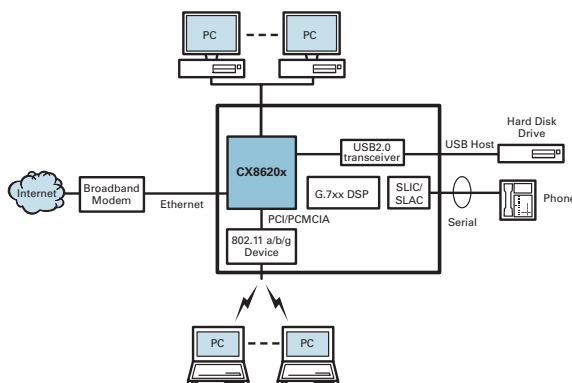 PC
PC
Hard Disk
Drive
USB2.0
transceiver
USB Host
CX8620x
Internet
Broadband
Modem
Ethernet
G.7xx DSP
SLIC/
SLAC
Phone
Serial
PCI/PCMCIA
802.11 a/b/g
Device
PC
PC